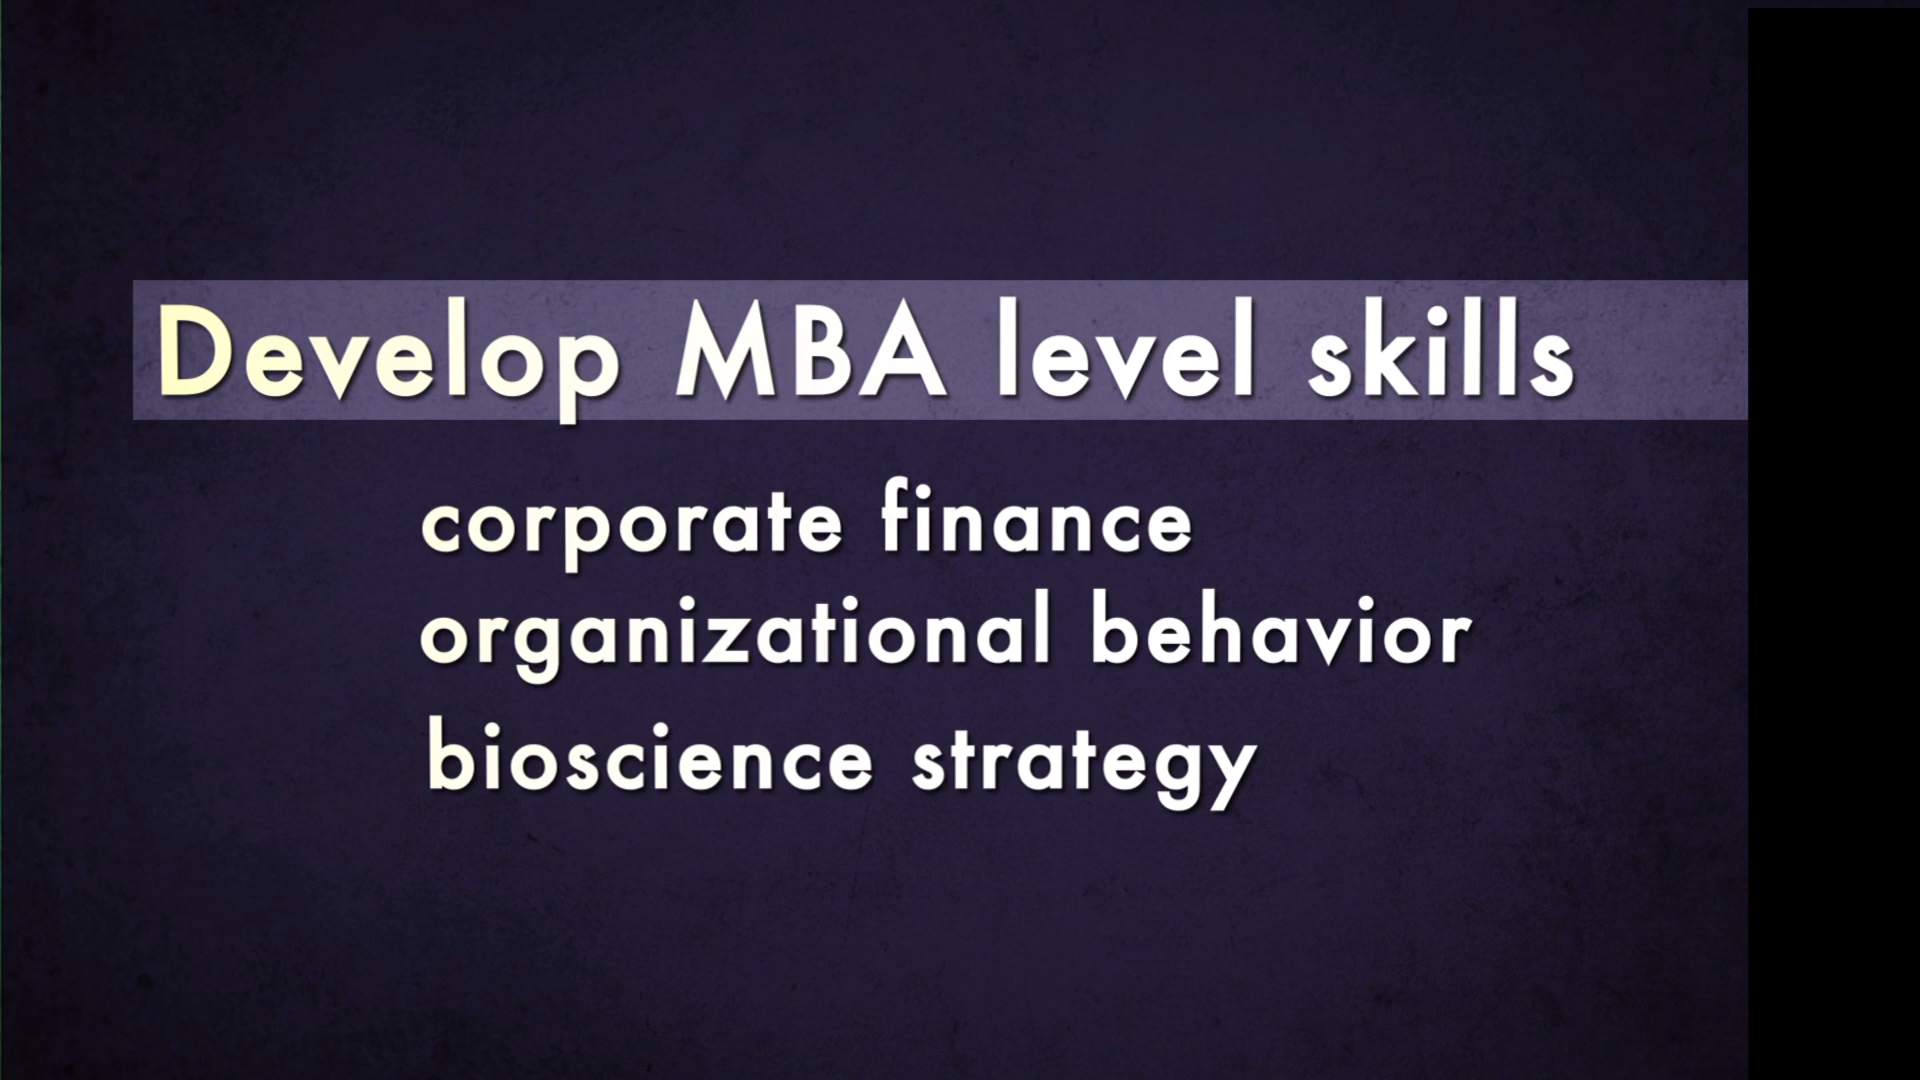 Develop MBA level skills
corporate finance
organizational behavior
bioscience strategy